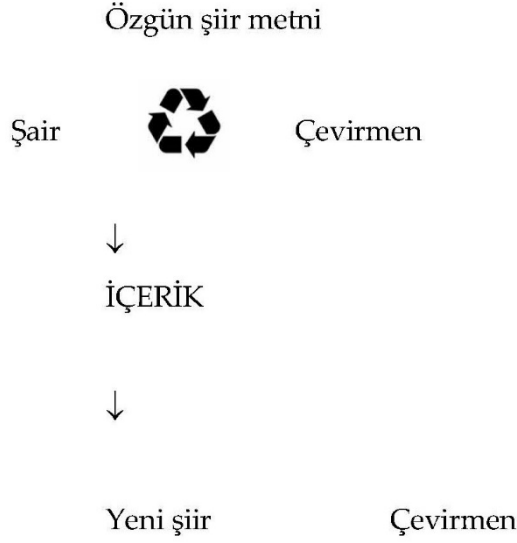 Özgün şiir metni
Şair Çevirmen
↓
İÇERİK
↓
Yeni şiir Çevirmen